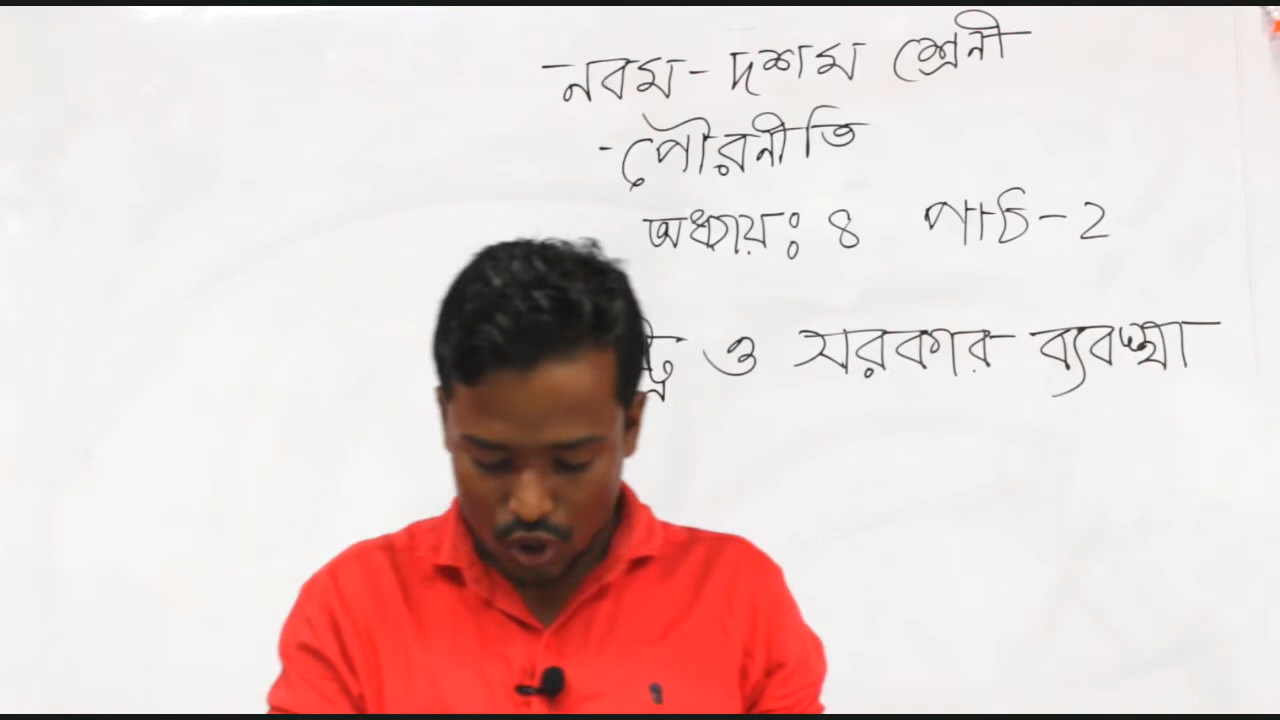 নবম - দশম শ্রেনী
- পৌরনীতি
অধ্যায়ঃ ৪ পাঠ - 2
ও সরকার ব্যবস্থা